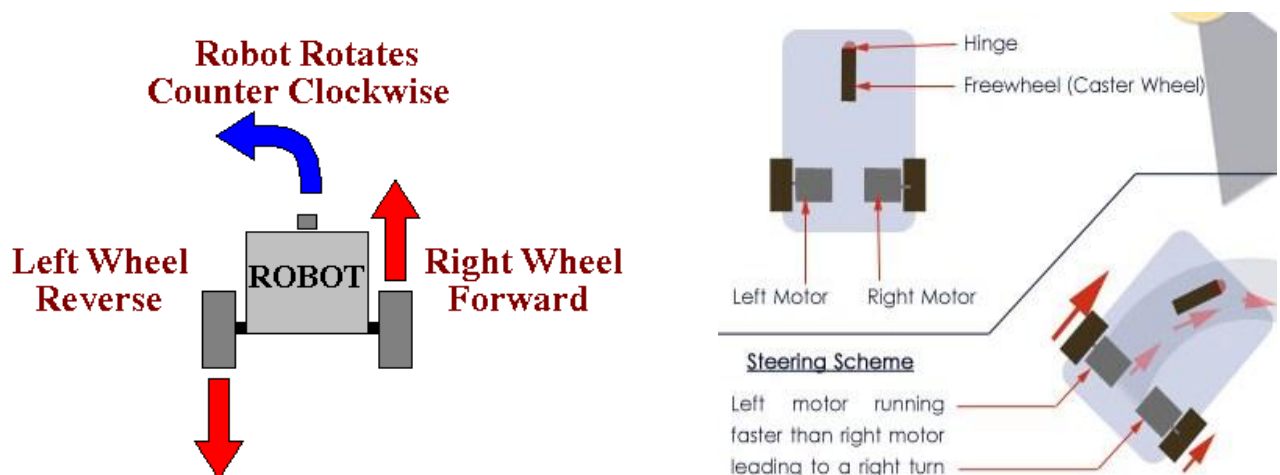 Robot Rotates
Counter Clockwise
Left Wheel
Reverse
ROBOT
Right Wheel
Forward
Hinge
Freewheel (Caster Wheel)
Left Motor
Right Motor
Steering Scheme
Left motor running
faster than right motor
leading to a right turn